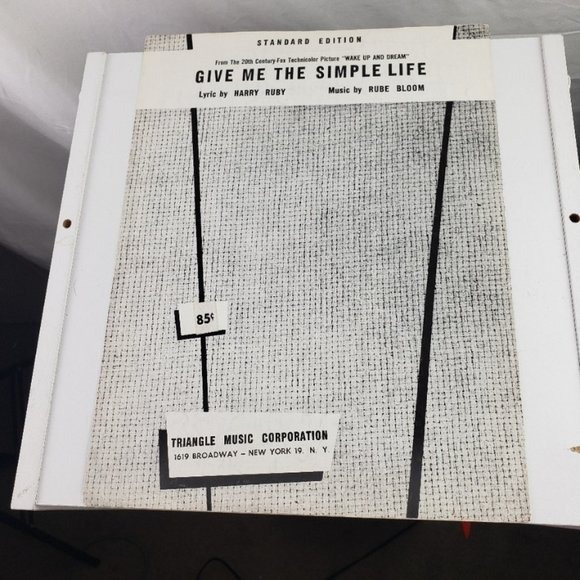 STANDARD EDITION
From The 20th Century-Fox Technicolor Picture "WAKE UP AND DREAM"
GIVE ME THE SIMPLE LIFE
Lyric by HARRY RUBY Music by RUBE BLOOM
85¢
TRIANGLE MUSIC CORPORATION
1619 BROADWAY - NEW YORK 19, N. Y.